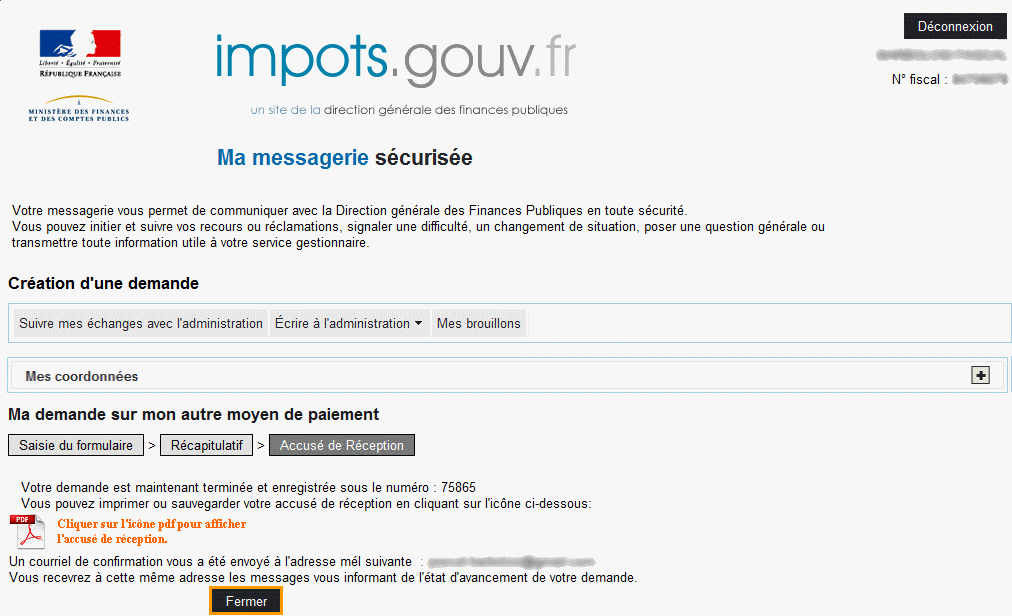 Déconnexion
Liberté • Égalité • Fraternité
RÉPUBLIQUE FRANÇAISE
MINISTÈRE DES FINANCES
ET DES COMPTES PUBLICS
impots.gouv.fr
un site de la direction générale des finances publiques
N° fiscal :
Ma messagerie sécurisée
Votre messagerie vous permet de communiquer avec la Direction générale des Finances Publiques en toute sécurité.
Vous pouvez initier et suivre vos recours ou réclamations, signaler une difficulté, un changement de situation, poser une question générale ou
transmettre toute information utile à votre service gestionnaire.
Création d'une demande
Suivre mes échanges avec l'administration Écrire à l'administration Mes brouillons
Mes coordonnées
Ma demande sur mon autre moyen de paiement
Saisie du formulaire > Récapitulatif > Accusé de Réception
Votre demande est maintenant terminée et enregistrée sous le numéro : 75865
Vous pouvez imprimer ou sauvegarder votre accusé de réception en cliquant sur l'icône ci-dessous:
PDF
Cliquer sur l'icône pdf pour afficher
l'accusé de réception.
Un courriel de confirmation vous a été envoyé à l'adresse mél suivante :
Vous recevrez à cette même adresse les messages vous informant de l'état d'avancement de votre demande.
Fermer